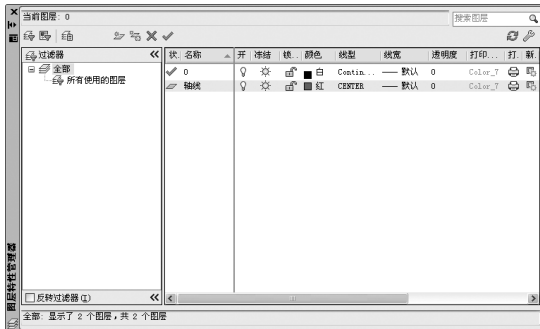 当前图层: 0
搜索图层
过滤器
全部
所有使用的图层
状. 名称 开 冻结 锁... 颜色 线型 线宽 透明度 打印... 打. 新.
0 白 Contin... 默认 0 Color_7
轴线 红 CENTER 默认 0 Color_7
反转过滤器(I)
图层特性管理器
全部: 显示了 2 个图层，共 2 个图层